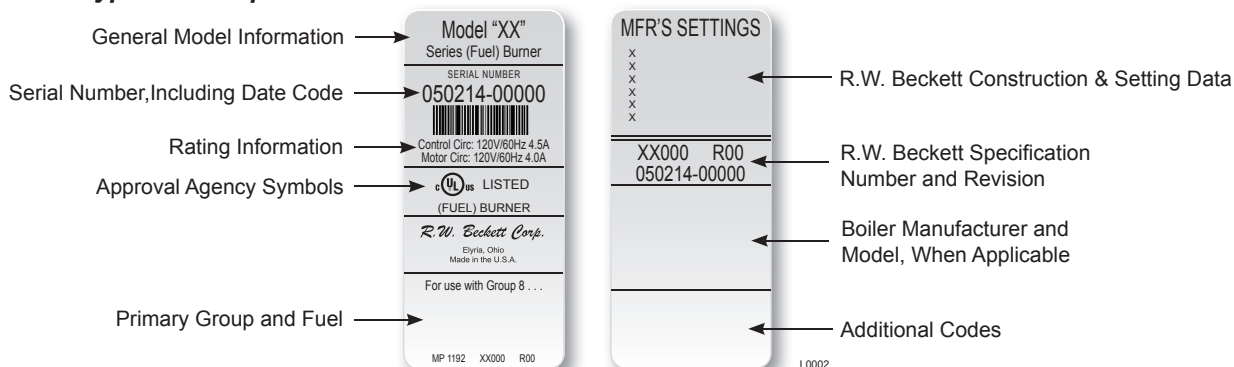 General Model Information
Serial Number,Including Date Code
Rating Information
Approval Agency Symbols
Primary Group and Fuel
Model “XX”
Series (Fuel) Burner
SERIAL NUMBER
050214-00000
Control Circ: 120V/60Hz 4.5A
Motor Circ: 120V/60Hz 4.0A
c UL us LISTED
(FUEL) BURNER
R.W. Beckett Corp.
Elyria, Ohio
Made in the U.S.A.
For use with Group 8 . . .
MP 1192 XX000 R00
MFR'S SETTINGS
X
X
X
X
X
X
XX000 R00
050214-00000
R.W. Beckett Construction & Setting Data
R.W. Beckett Specification
Number and Revision
Boiler Manufacturer and
Model, When Applicable
Additional Codes
L0002